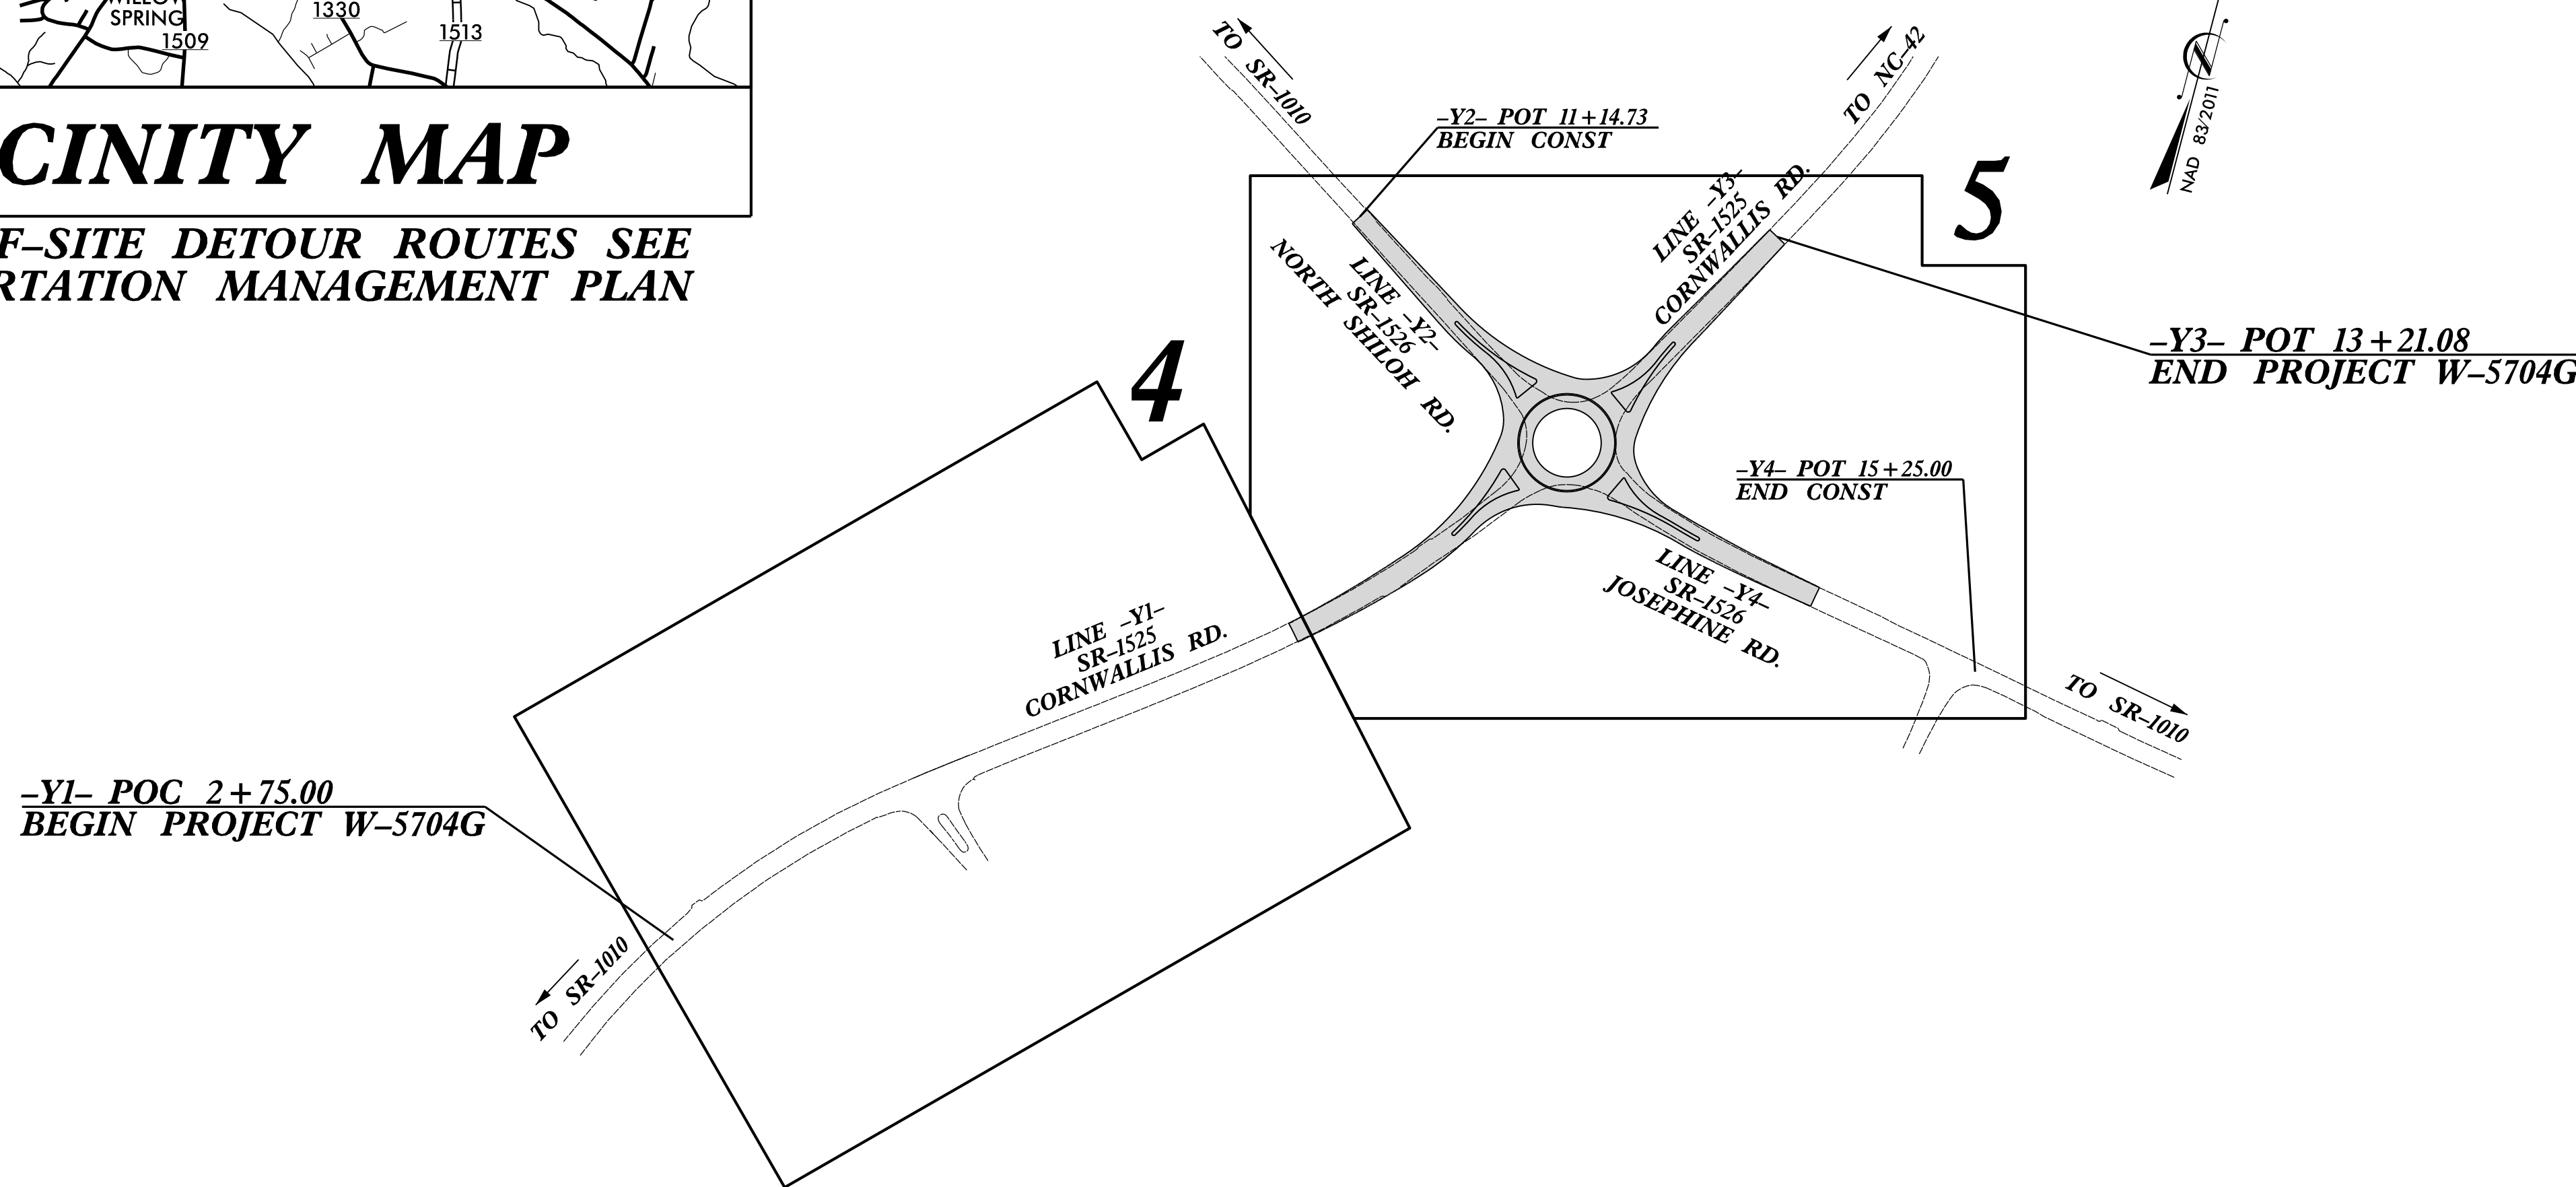 WILLOW
SPRING
1509
1330
1513
CINITY MAP
F–SITE DETOUR ROUTES SEE
RTATION MANAGEMENT PLAN
TO SR–1010
TO NC–42
NAD 83/2011
–Y2– POT 11+14.73
BEGIN CONST
5
LINE –Y3–
SR–1525
CORNWALLIS RD.
LINE –Y2–
SR–1526
NORTH SHILOH RD.
–Y3– POT 13+21.08
END PROJECT W–5704G
4
–Y4– POT 15+25.00
END CONST
LINE –Y4–
SR–1526
JOSEPHINE RD.
LINE –Y1–
SR–1525
CORNWALLIS RD.
TO SR–1010
–Y1– POC 2+75.00
BEGIN PROJECT W–5704G
TO SR–1010